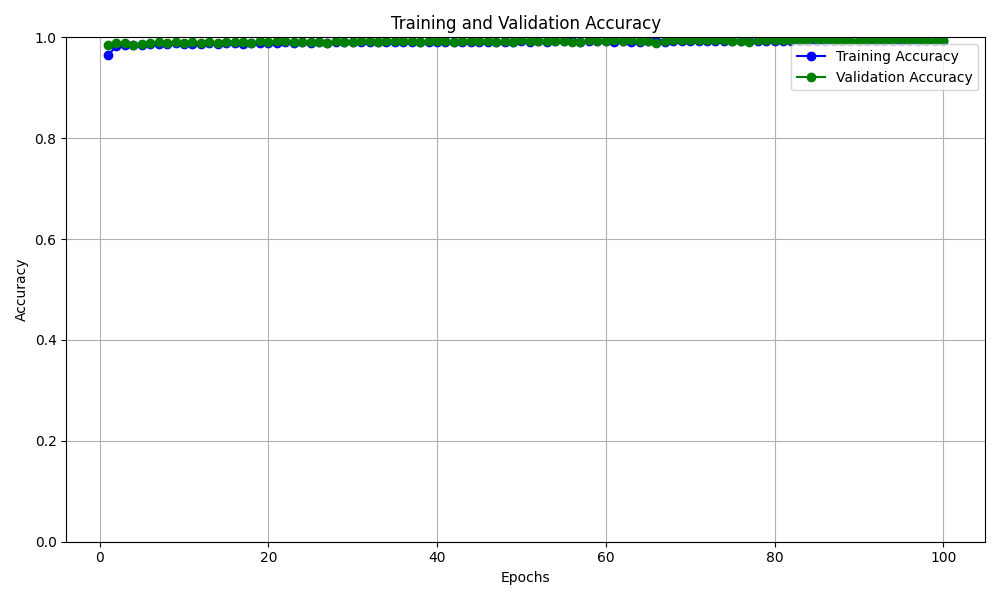 Training and Validation Accuracy
1.0
Training Accuracy
Validation Accuracy
0.8
0.6
0.4
0.2
0.0
Accuracy
0 20 40 60 80 100
Epochs